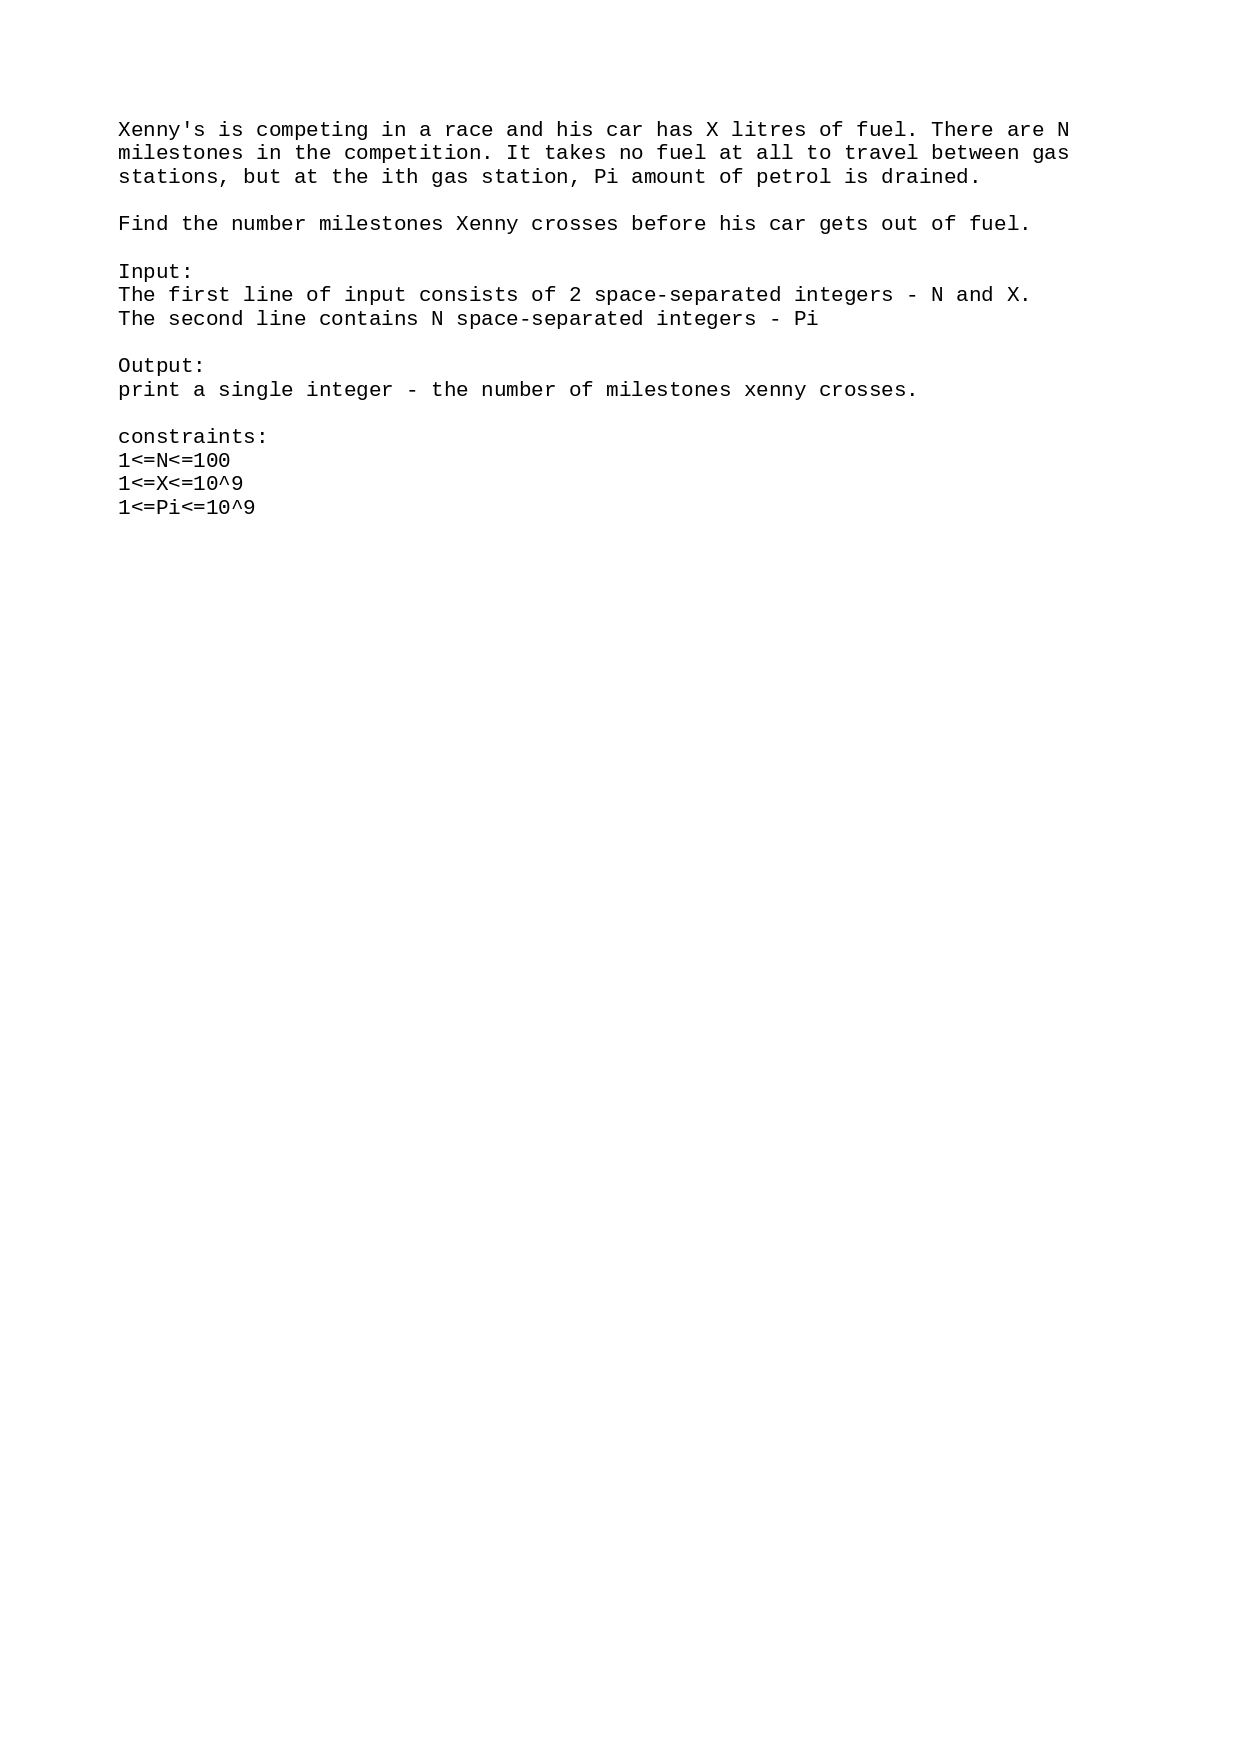 Xenny's is competing in a race and his car has X litres of fuel. There are N
milestones in the competition. It takes no fuel at all to travel between gas
stations, but at the ith gas station, Pi amount of petrol is drained.
Find the number milestones Xenny crosses before his car gets out of fuel.
Input:
The first line of input consists of 2 space-separated integers - N and X.
The second line contains N space-separated integers - Pi
Output:
print a single integer - the number of milestones xenny crosses.
constraints:
1<=N<=100
1<=X<=10^9
1<=Pi<=10^9